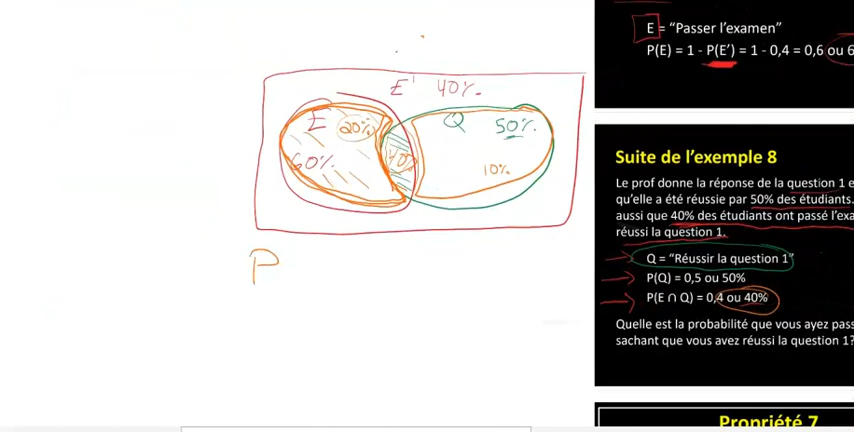 E' 40%.
E 20% Q 50%.
60% 40% 10%
P
E = "Passer l'examen"
P(E) = 1 - P(E') = 1 - 0,4 = 0,6 ou 6
Suite de l'exemple 8
Le prof donne la réponse de la question 1 e
qu'elle a été réussie par 50% des étudiants.
aussi que 40% des étudiants ont passé l'exa
réussi la question 1.
Q = "Réussir la question 1"
P(Q) = 0,5 ou 50%
P(E ∩ Q) = 0,4 ou 40%
Quelle est la probabilité que vous ayez pass
sachant que vous avez réussi la question 1?
Propriété 7